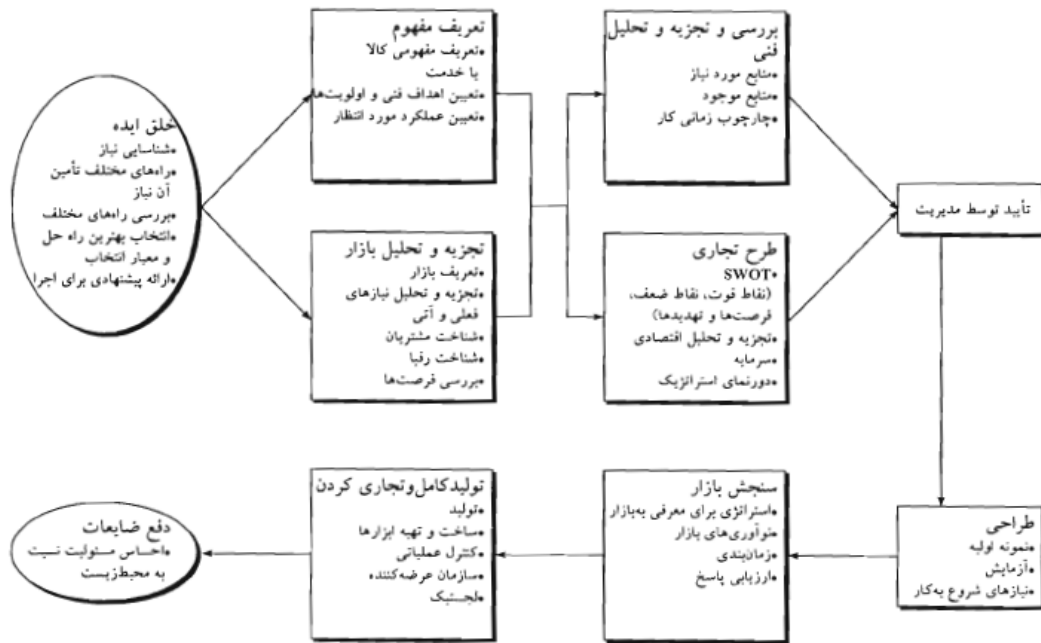 خلق ایده
•شناسایی نیاز
•راه‌های مختلف تأمین
آن نیاز
•بررسی راه‌های مختلف
•انتخاب بهترین راه حل
و معیار انتخاب
•ارائه پیشنهادی برای اجرا
تعریف مفهوم
•تعریف مفهومی کالا
یا خدمت
•تعیین اهداف فنی و اولویت‌ها
•تعیین عملکرد مورد انتظار
تجزیه و تحلیل بازار
•تعریف بازار
•تجزیه و تحلیل نیازهای
فعلی و آتی
•شناخت مشتریان
•شناخت رقبا
•بررسی فرصت‌ها
بررسی و تجزیه و تحلیل
فنی
•منابع مورد نیاز
•منابع موجود
•چارچوب زمانی کار
طرح تجاری
•SWOT
(نقاط قوت، نقاط ضعف،
فرصت‌ها و تهدیدها)
•تجزیه و تحلیل اقتصادی
•سرمایه
•دورنمای استراتژیک
تأیید توسط مدیریت
طراحی
•نمونه اولیه
•آزمایش
•نیازهای شروع به‌کار
سنجش بازار
•استراتژی برای معرفی به‌بازار
•نوآوری‌های بازار
•زمان‌بندی
•ارزیابی پاسخ
تولیدکامل‌وتجاری کردن
•تولید
•ساخت و تهیه ابزارها
•کنترل عملیاتی
•سازمان عرضه‌کننده
•لجستیک
دفع ضایعات
•احساس مسئولیت نسبت
به محیط‌زیست